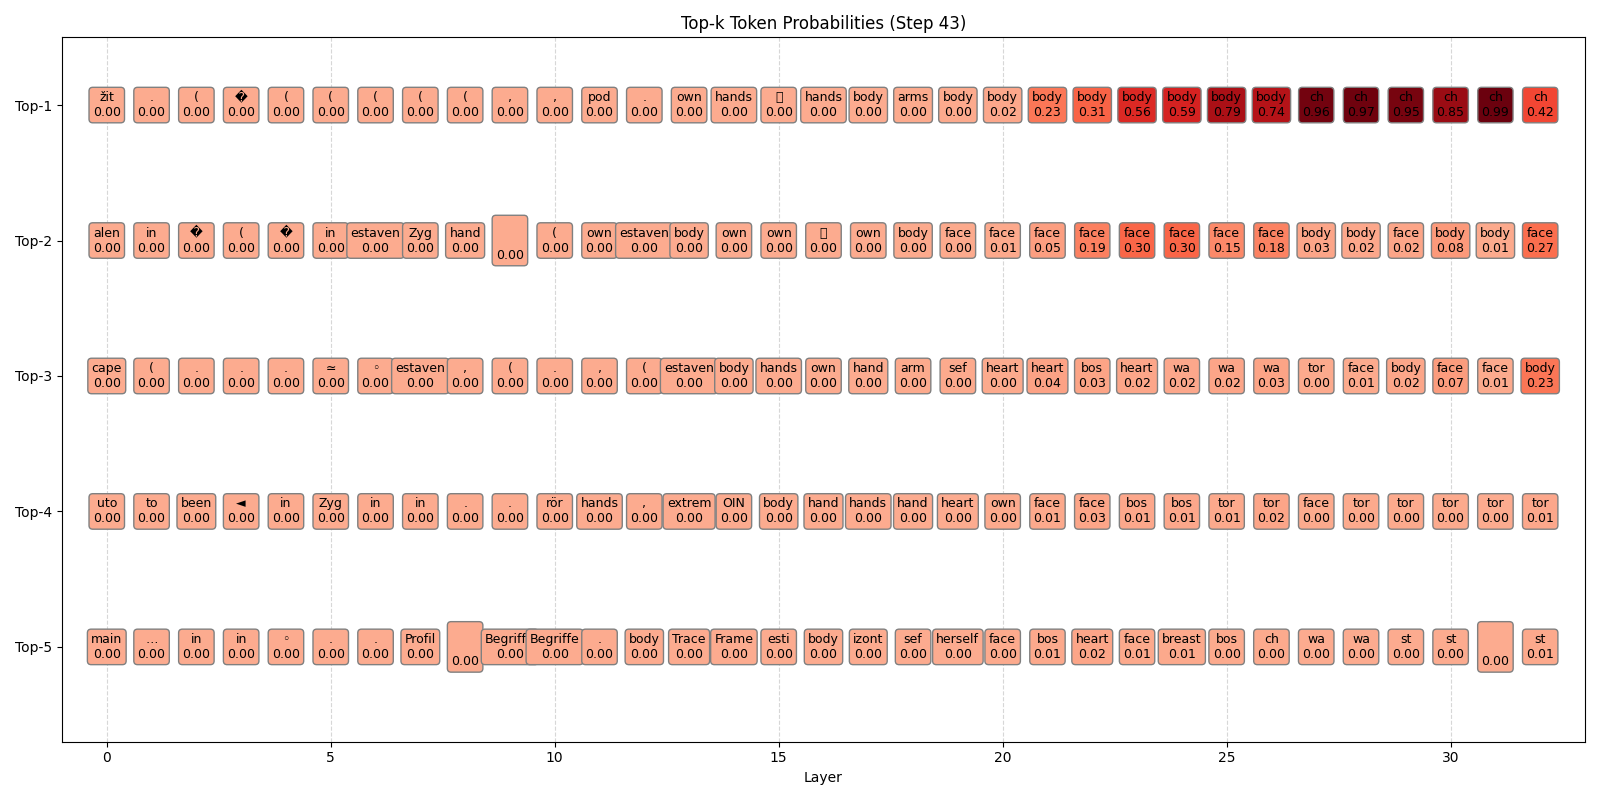 Top-k Token Probabilities (Step 43)
Top-1
žit . ( � ( ( ( ( ( , , pod . own hands hands body arms body body body body body body body body ch ch ch ch ch ch
0.00 0.00 0.00 0.00 0.00 0.00 0.00 0.00 0.00 0.00 0.00 0.00 0.00 0.00 0.00 0.00 0.00 0.00 0.00 0.00 0.02 0.23 0.31 0.56 0.59 0.79 0.74 0.96 0.97 0.95 0.85 0.99 0.42
Top-2
alen in � ( � in estaven Zyg hand ( own estaven body own own own body face face face face face face face face body body face body body face
0.00 0.00 0.00 0.00 0.00 0.00 0.00 0.00 0.00 0.00 0.00 0.00 0.00 0.00 0.00 0.00 0.00 0.00 0.00 0.00 0.01 0.05 0.19 0.30 0.30 0.15 0.18 0.03 0.02 0.02 0.08 0.01 0.27
Top-3
cape ( . . . ≃ ◦ estaven , ( . , ( estaven body hands own hand arm sef heart heart bos heart wa wa wa tor face body face face body
0.00 0.00 0.00 0.00 0.00 0.00 0.00 0.00 0.00 0.00 0.00 0.00 0.00 0.00 0.00 0.00 0.00 0.00 0.00 0.00 0.00 0.04 0.03 0.02 0.02 0.02 0.03 0.00 0.01 0.02 0.07 0.01 0.23
Top-4
uto to been ◄ in Zyg in in . . rör hands , extrem OIN body hand hands hand heart own face face bos bos tor tor face tor tor tor tor tor
0.00 0.00 0.00 0.00 0.00 0.00 0.00 0.00 0.00 0.00 0.00 0.00 0.00 0.00 0.00 0.00 0.00 0.00 0.00 0.00 0.00 0.01 0.03 0.01 0.01 0.01 0.02 0.00 0.00 0.00 0.00 0.00 0.01
Top-5
main ... in in ◦ . . Profil Begriffe . body Trace Frame esti body izont sef herself face bos heart face breast bos ch wa wa st st st
0.00 0.00 0.00 0.00 0.00 0.00 0.00 0.00 0.00 0.00 0.00 0.00 0.00 0.00 0.00 0.00 0.00 0.00 0.00 0.00 0.00 0.01 0.02 0.01 0.01 0.00 0.00 0.00 0.00 0.00 0.00 0.00 0.01
0 5 10 15 20 25 30
Layer